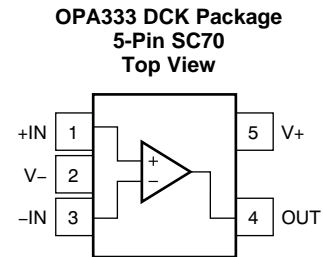 OPA333 DCK Package
5-Pin SC70
Top View
+IN 1 5 V+
V− 2
−IN 3 4 OUT
+
−